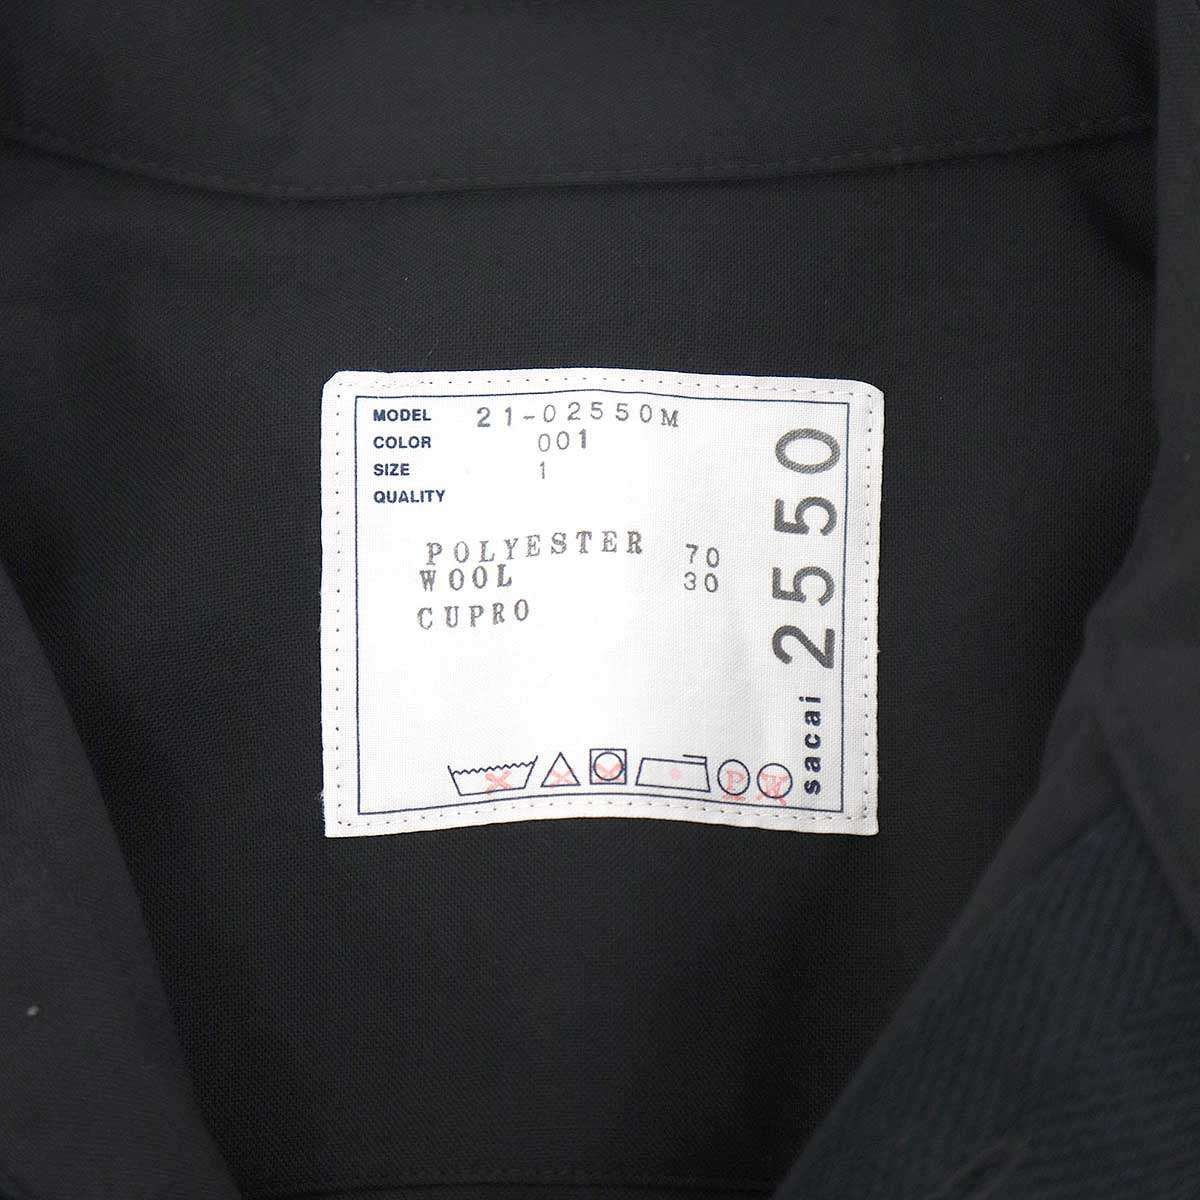 MODEL 21-02550M
COLOR 001
SIZE 1
QUALITY
POLYESTER 70
WOOL 30
CUPRO
sacai 2550
P W